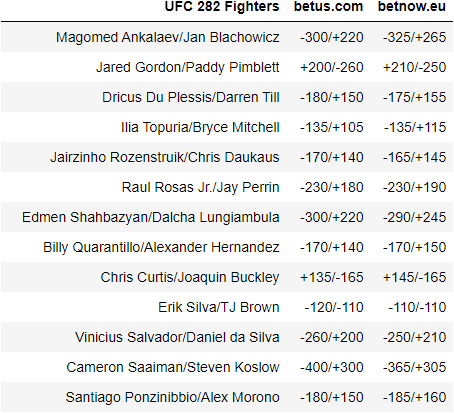 UFC 282 Fighters betus.com betnow.eu
Magomed Ankalaev/Jan Blachowicz -300/+220 -325/+265
Jared Gordon/Paddy Pimblett +200/-260 +210/-250
Dricus Du Plessis/Darren Till -180/+150 -175/+155
Ilia Topuria/Bryce Mitchell -135/+105 -135/+115
Jairzinho Rozenstruik/Chris Daukaus -170/+140 -165/+145
Raul Rosas Jr./Jay Perrin -230/+180 -230/+190
Edmen Shahbazyan/Dalcha Lungiambula -300/+220 -290/+245
Billy Quarantillo/Alexander Hernandez -170/+140 -170/+150
Chris Curtis/Joaquin Buckley +135/-165 +145/-165
Erik Silva/TJ Brown -120/-110 -110/-110
Vinicius Salvador/Daniel da Silva -260/+200 -250/+210
Cameron Saaiman/Steven Koslow -400/+300 -365/+305
Santiago Ponzinibbio/Alex Morono -180/+150 -185/+160